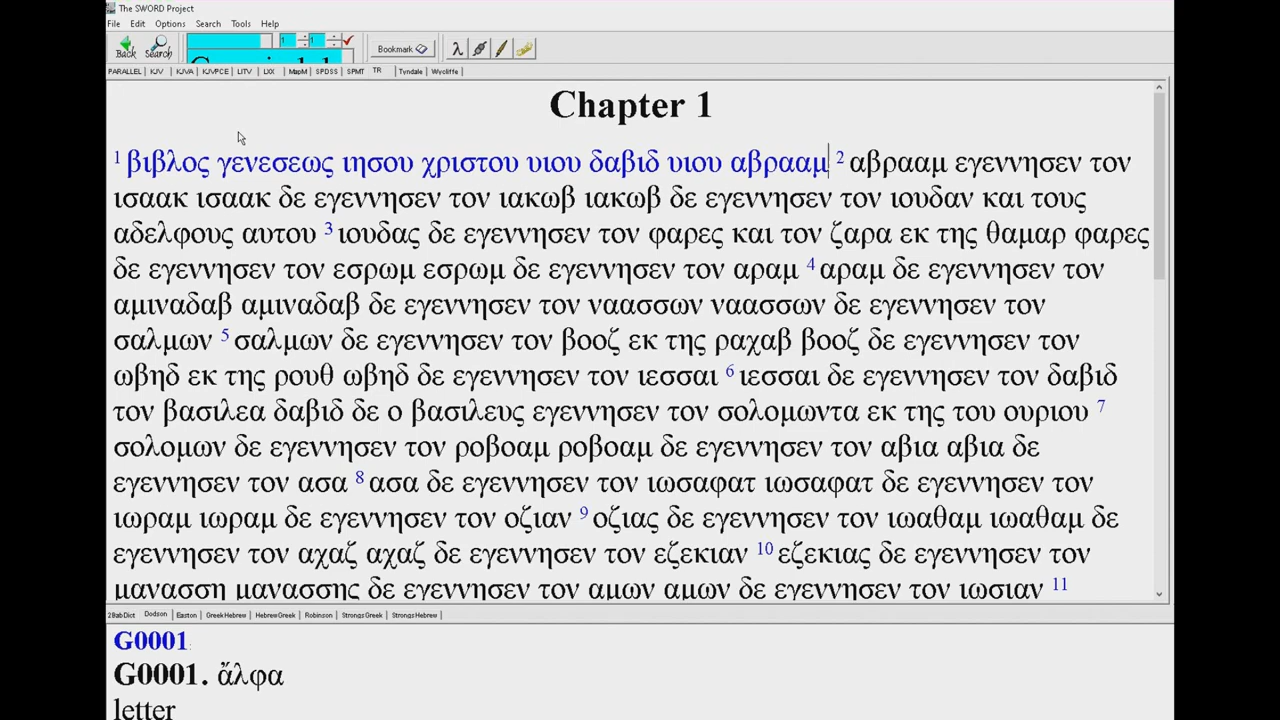 The SWORD Project
File Edit Options Search Tools Help
Back Search 1 1 Bookmark λ
PARALLEL KJV KJVA KJVPCE LITV LXX MapM SPDSS SPMT TR Tyndale Wycliffe
Chapter 1
1 βιβλος γενεσεως ιησου χριστου υιου δαβιδ υιου αβρααμ 2 αβρααμ εγεννησεν τον
ισαακ ισαακ δε εγεννησεν τον ιακωβ ιακωβ δε εγεννησεν τον ιουδαν και τους
αδελφους αυτου 3 ιουδας δε εγεννησεν τον φαρες και τον ζαρα εκ της θαμαρ φαρες
δε εγεννησεν τον εσρωμ εσρωμ δε εγεννησεν τον αραμ 4 αραμ δε εγεννησεν τον
αμιναδαβ αμιναδαβ δε εγεννησεν τον ναασσων ναασσων δε εγεννησεν τον
σαλμων 5 σαλμων δε εγεννησεν τον βοοζ εκ της ραχαβ βοοζ δε εγεννησεν τον
ωβηδ εκ της ρουθ ωβηδ δε εγεννησεν τον ιεσσαι 6 ιεσσαι δε εγεννησεν τον δαβιδ
τον βασιλεα δαβιδ δε ο βασιλευς εγεννησεν τον σολομωντα εκ της του ουριου 7
σολομων δε εγεννησεν τον ροβοαμ ροβοαμ δε εγεννησεν τον αβια αβια δε
εγεννησεν τον ασα 8 ασα δε εγεννησεν τον ιωσαφατ ιωσαφατ δε εγεννησεν τον
ιωραμ ιωραμ δε εγεννησεν τον οζιαν 9 οζιας δε εγεννησεν τον ιωαθαμ ιωαθαμ δε
εγεννησεν τον αχαζ αχαζ δε εγεννησεν τον εζεκιαν 10 εζεκιας δε εγεννησεν τον
μανασση μανασσης δε εγεννησεν τον αμων αμων δε εγεννησεν τον ιωσιαν 11
2BabDict Dodson Easton GreekHebrew HebrewGreek Robinson StrongsGreek StrongsHebrew
G0001
G0001. ἄλφα
letter